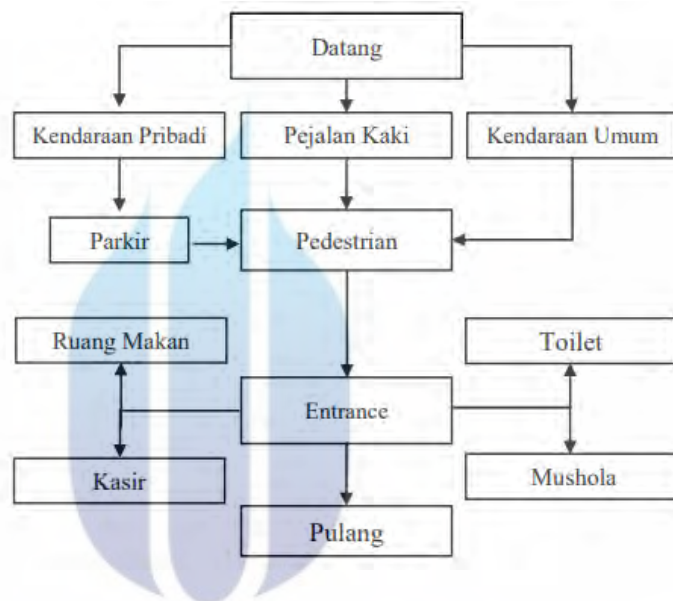 Datang
Kendaraan Pribadi
Pejalan Kaki
Kendaraan Umum
Parkir
Pedestrian
Ruang Makan
Toilet
Entrance
Kasir
Mushola
Pulang